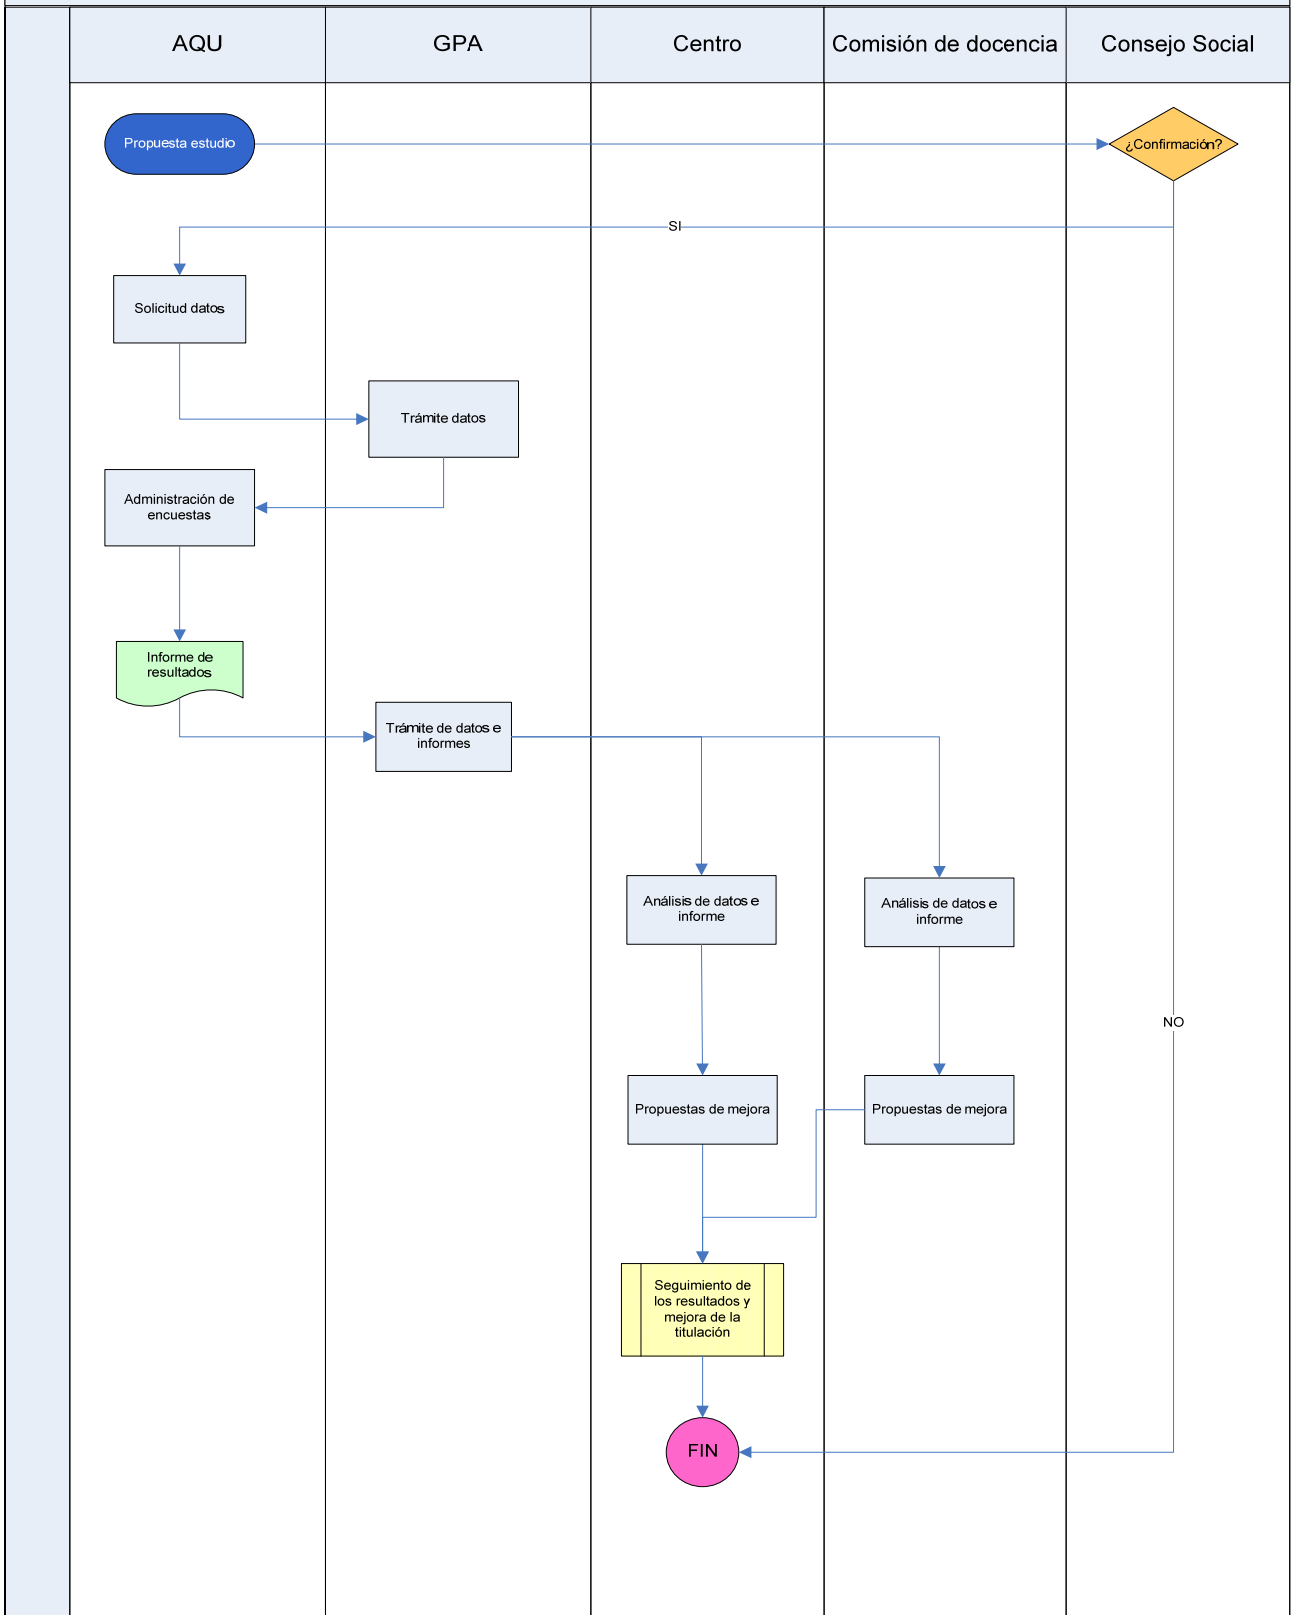 AQU
GPA
Centro
Comisión de docencia
Consejo Social
Propuesta estudio
¿Confirmación?
SI
Solicitud datos
Trámite datos
Administración de
encuestas
Informe de
resultados
Trámite de datos e
informes
Análisis de datos e
informe
Análisis de datos e
informe
NO
Propuestas de mejora
Propuestas de mejora
Seguimiento de
los resultados y
mejora de la
titulación
FIN